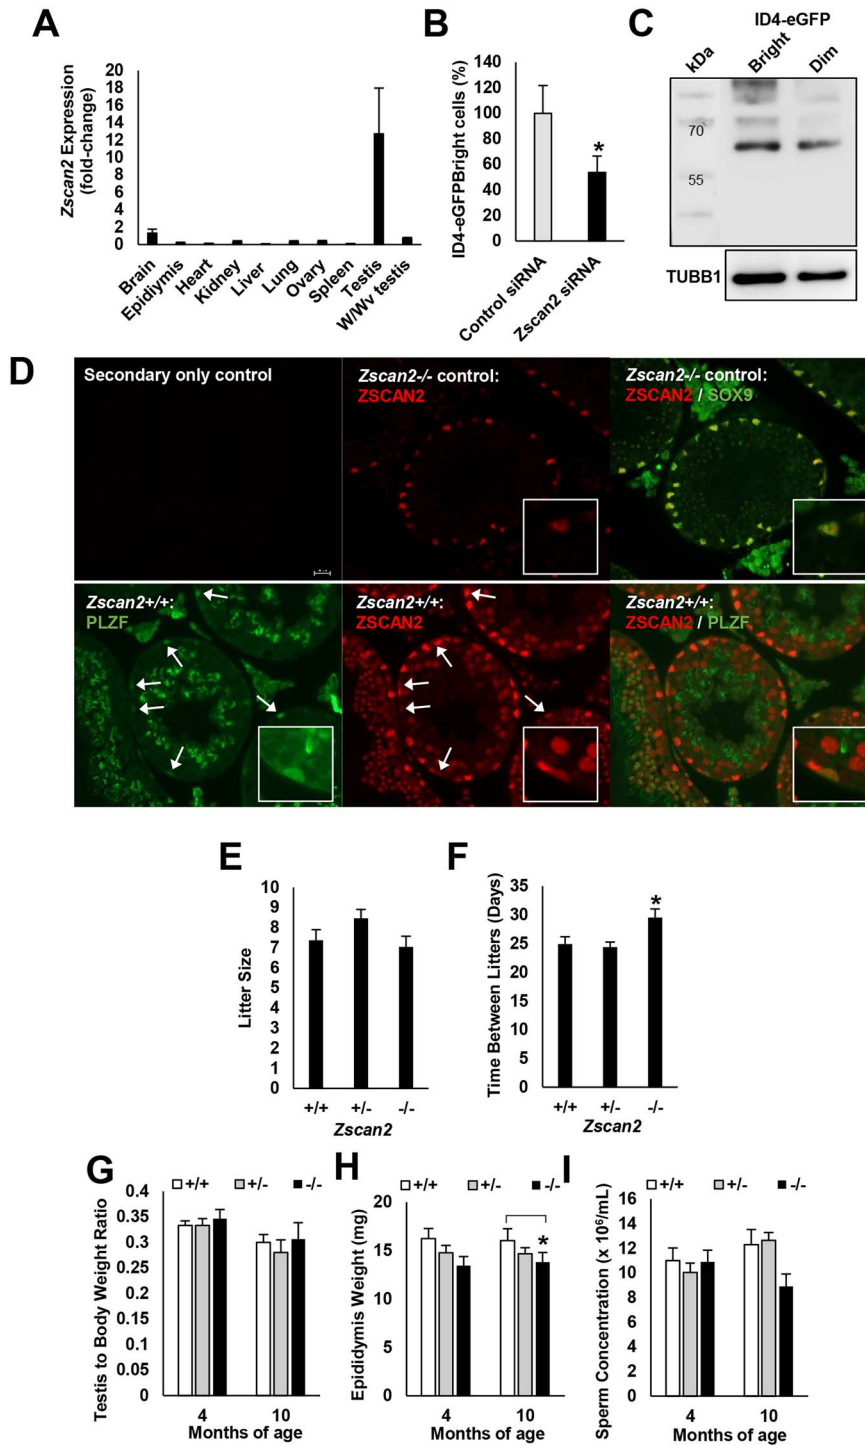 A
Zscan2 Expression
(fold-change)
20
18
16
14
12
10
8
6
4
2
0
Brain
Epidiymis
Heart
Kidney
Liver
Lung
Ovary
Spleen
Testis
W/Wv testis
B
ID4-eGFPBright cells (%)
140
120
100
80
60
40
20
0
*
Control siRNA
Zscan2 siRNA
C
ID4-eGFP
kDa
Bright
Dim
70
55
TUBB1
D
Secondary only control
Zscan2-/- control:
ZSCAN2
Zscan2-/- control:
ZSCAN2 / SOX9
Zscan2+/+:
PLZF
Zscan2+/+:
ZSCAN2
Zscan2+/+:
ZSCAN2 / PLZF
E
Litter Size
10
9
8
7
6
5
4
3
2
1
0
+/+ +/- -/-
Zscan2
F
Time Between Litters (Days)
35
30
25
20
15
10
5
0
*
+/+ +/- -/-
Zscan2
G
+/+ +/- -/-
Testis to Body Weight Ratio
0.4
0.35
0.3
0.25
0.2
0.15
0.1
0.05
0
4 10
Months of age
H
+/+ +/- -/-
Epididymis Weight (mg)
20
15
10
5
0
*
4 10
Months of age
I
+/+ +/- -/-
Sperm Concentration (x 10⁶/mL)
16
14
12
10
8
6
4
2
0
4 10
Months of age